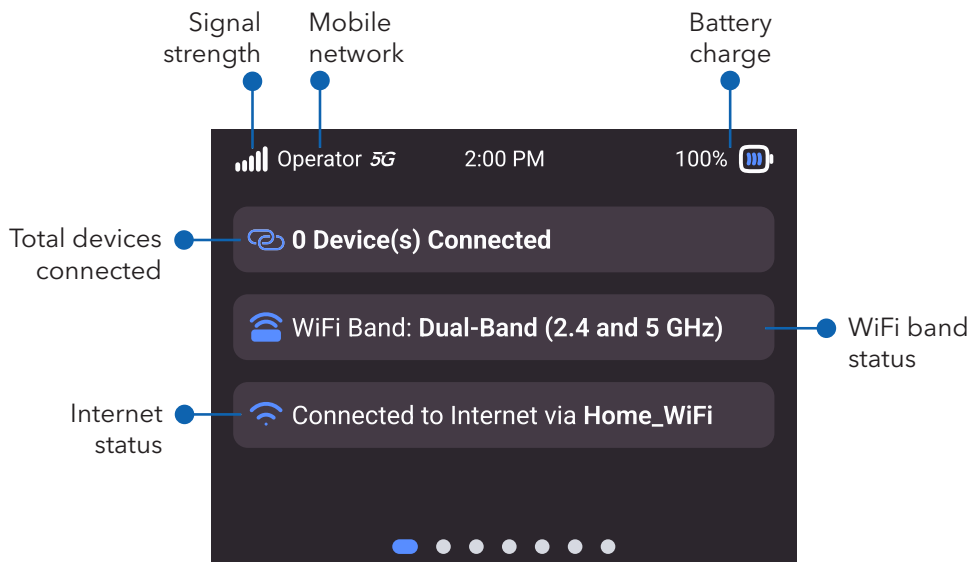 Signal
strength
Mobile
network
Battery
charge
Operator 5G 2:00 PM 100%
Total devices
connected
0 Device(s) Connected
WiFi Band: Dual-Band (2.4 and 5 GHz)
WiFi band
status
Internet
status
Connected to Internet via Home_WiFi